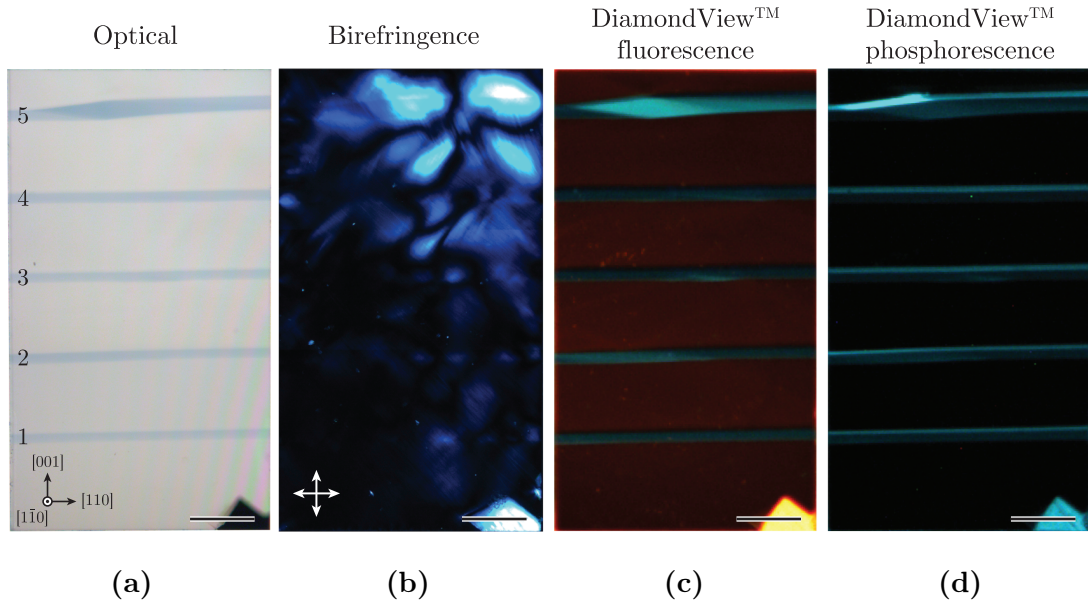 Optical
Birefringence
DiamondView™
fluorescence
DiamondView™
phosphorescence
5
4
3
2
1
[001]
[110]
[11̄0]
(a)
(b)
(c)
(d)